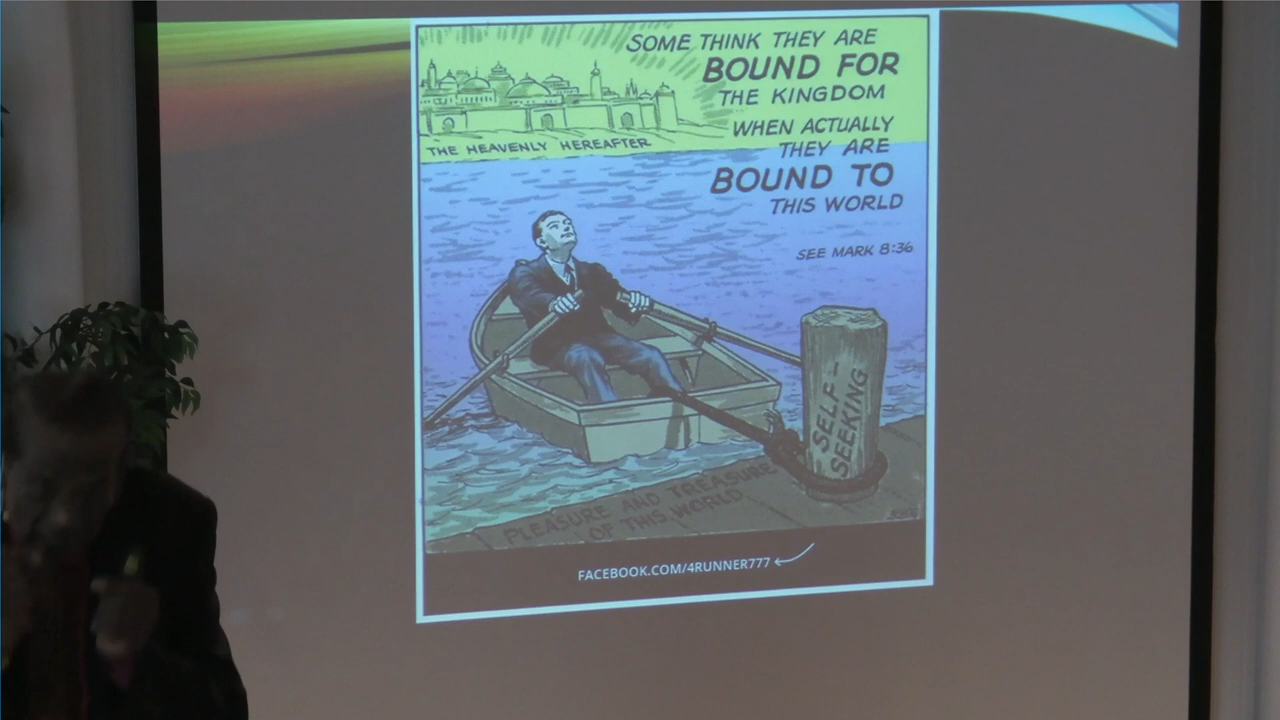 SOME THINK THEY ARE
BOUND FOR
THE KINGDOM
WHEN ACTUALLY
THEY ARE
BOUND TO
THIS WORLD
SEE MARK 8:36
THE HEAVENLY HEREAFTER
SELF-
SEEKING
PLEASURE AND TREASURE
OF THIS WORLD
FACEBOOK.COM/4RUNNER777